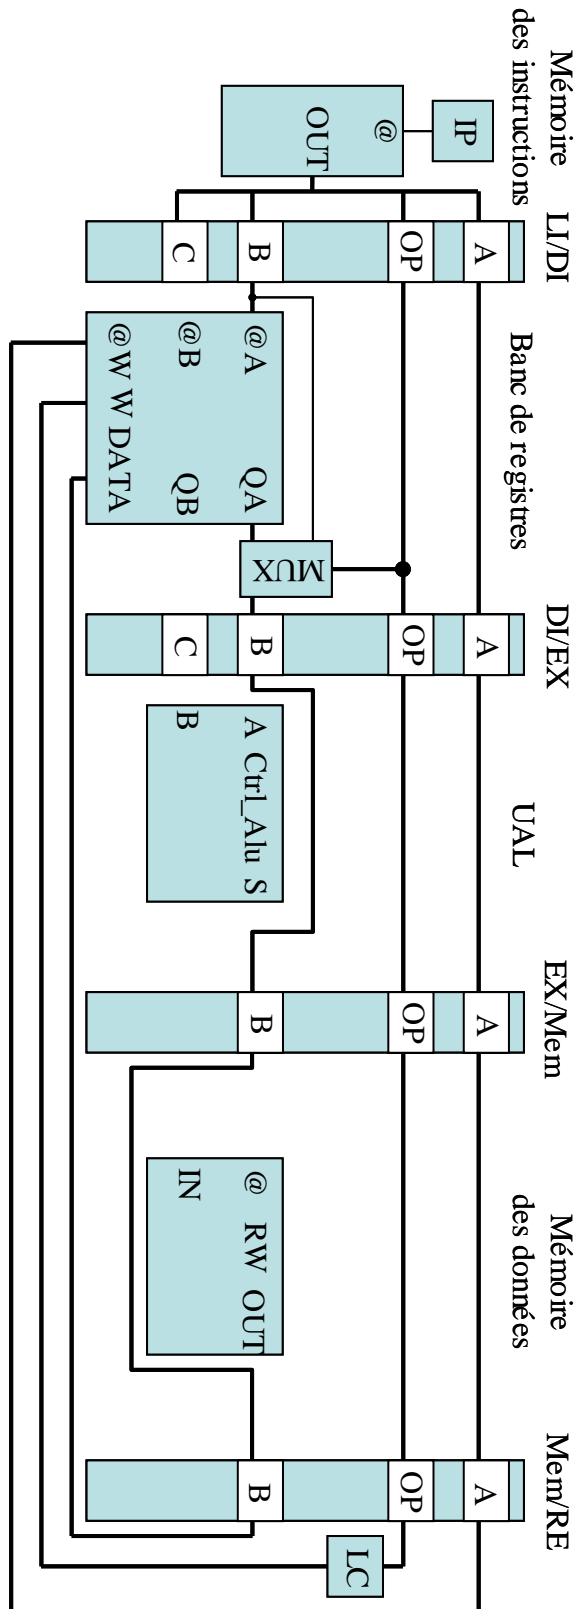 Mémoire
des instructions
LI/DI
Banc de registres
DI/EX
UAL
EX/Mem
Mémoire
des données
Mem/RE
IP
@
OUT
A
OP
B
C
@A
@B
@W W DATA
QA
QB
MUX
A
OP
B
C
A Ctrl_Alu S
B
A
OP
B
@ RW OUT
IN
A
OP
B
LC